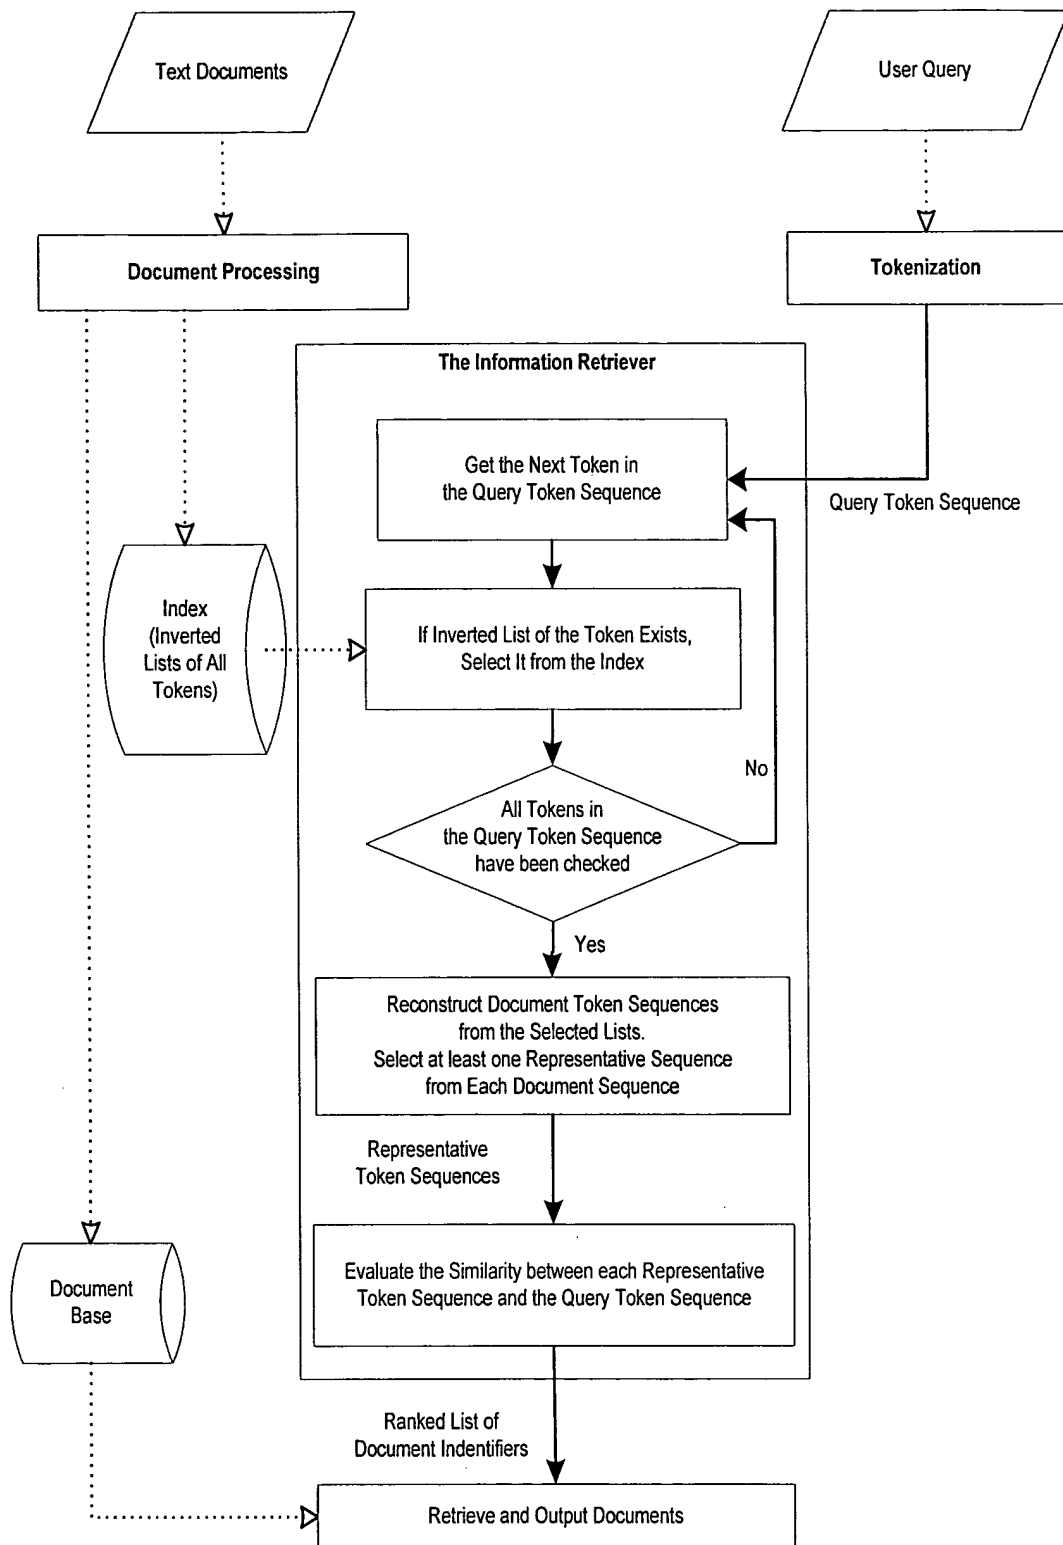 Text Documents
User Query
Document Processing
Tokenization
The Information Retriever
Get the Next Token in
the Query Token Sequence
Query Token Sequence
Index
(Inverted
Lists of All
Tokens)
If Inverted List of the Token Exists,
Select It from the Index
No
All Tokens in
the Query Token Sequence
have been checked
Yes
Reconstruct Document Token Sequences
from the Selected Lists.
Select at least one Representative Sequence
from Each Document Sequence
Representative
Token Sequences
Document
Base
Evaluate the Similarity between each Representative
Token Sequence and the Query Token Sequence
Ranked List of
Document Indentifiers
Retrieve and Output Documents